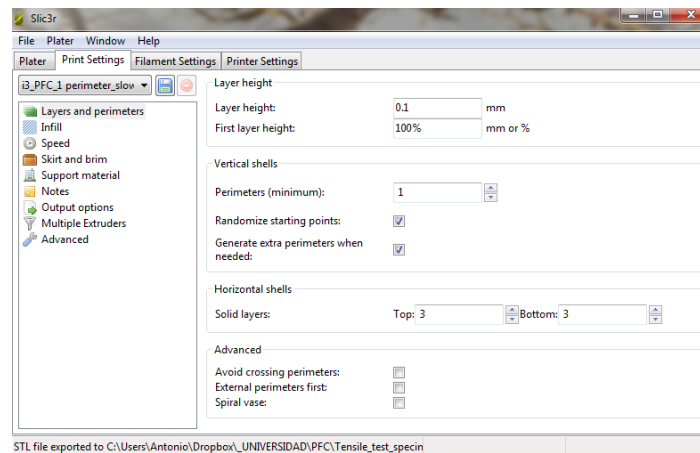 Slic3r
File Plater Window Help
Plater Print Settings Filament Settings Printer Settings
i3_PFC_1 perimeter_slow
Layers and perimeters
Infill
Speed
Skirt and brim
Support material
Notes
Output options
Multiple Extruders
Advanced
Layer height
Layer height: 0.1 mm
First layer height: 100% mm or %
Vertical shells
Perimeters (minimum): 1
Randomize starting points:
Generate extra perimeters when
needed:
Horizontal shells
Solid layers: Top: 3 Bottom: 3
Advanced
Avoid crossing perimeters:
External perimeters first:
Spiral vase:
STL file exported to C:\Users\Antonio\Dropbox\_UNIVERSIDAD\PFC\Tensile_test_specin